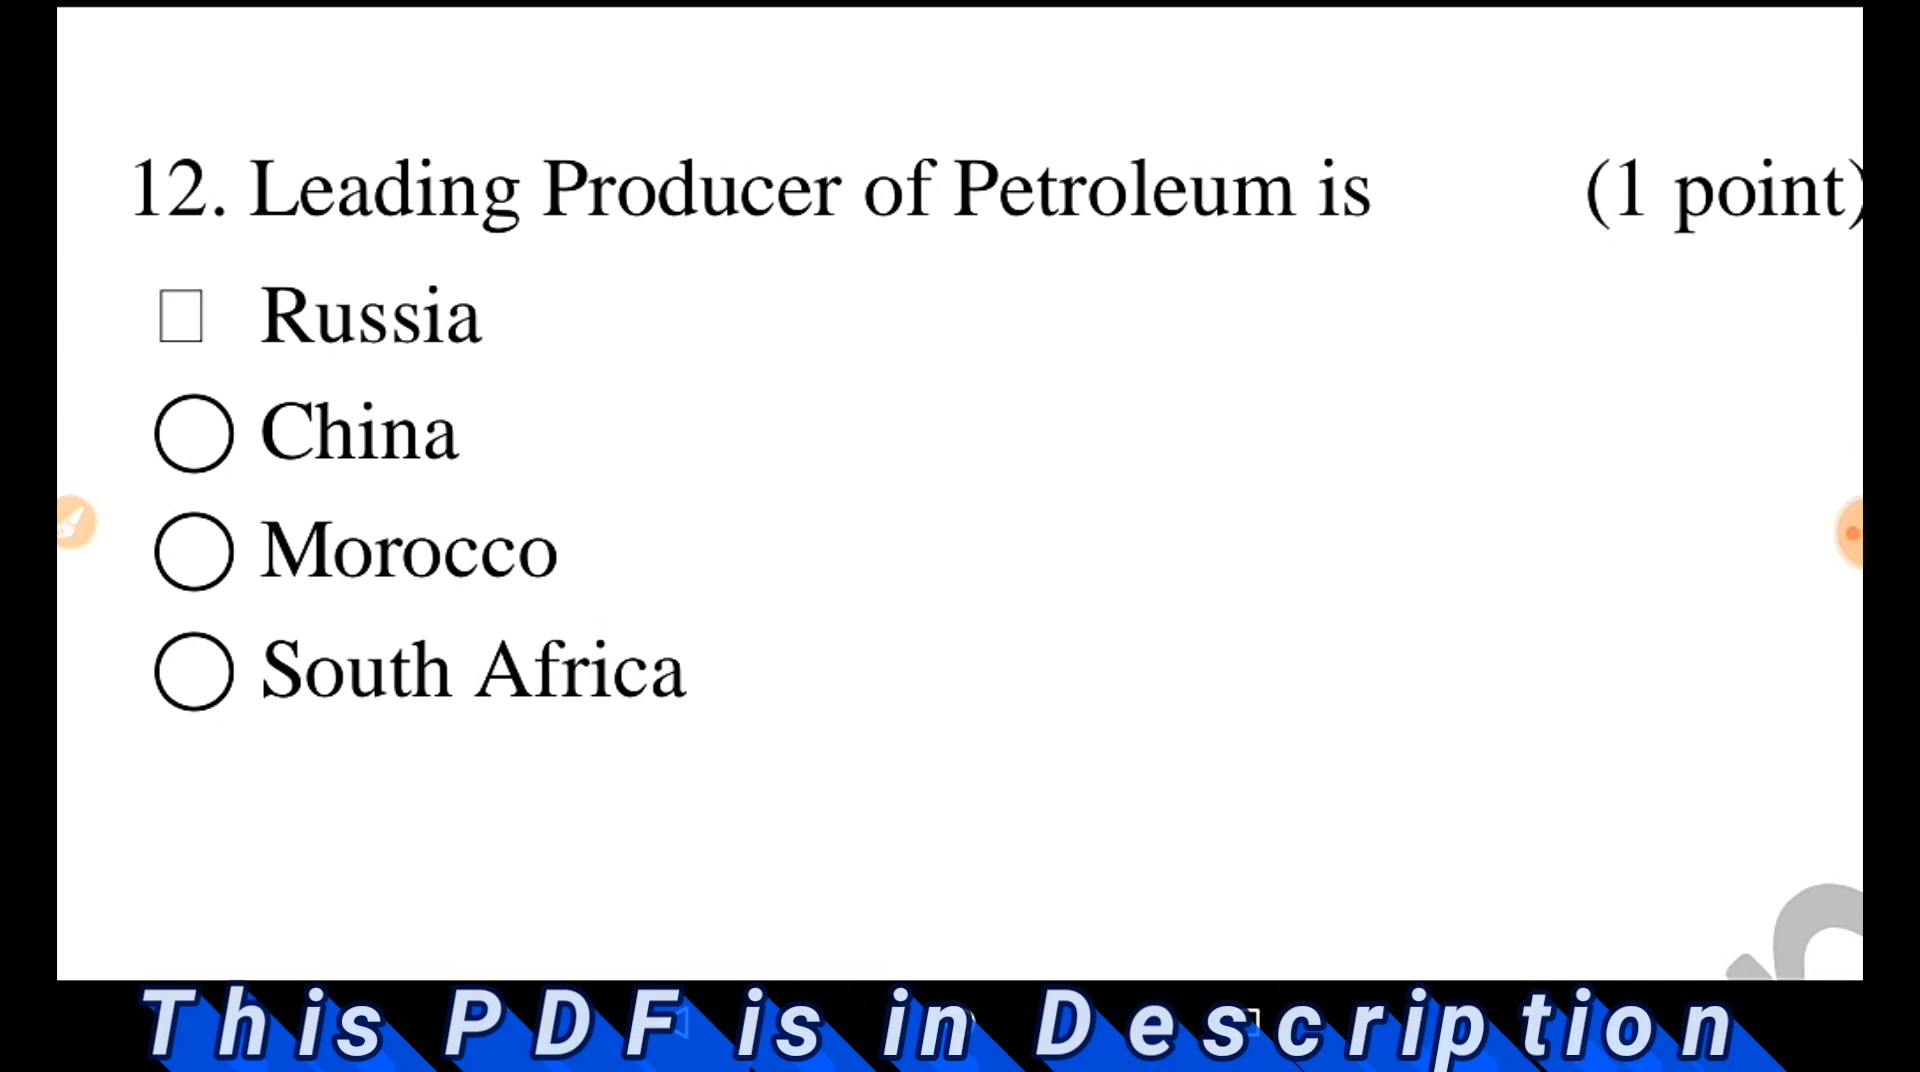 12. Leading Producer of Petroleum is (1 point)
Russia
China
Morocco
South Africa
This PDF is in Description